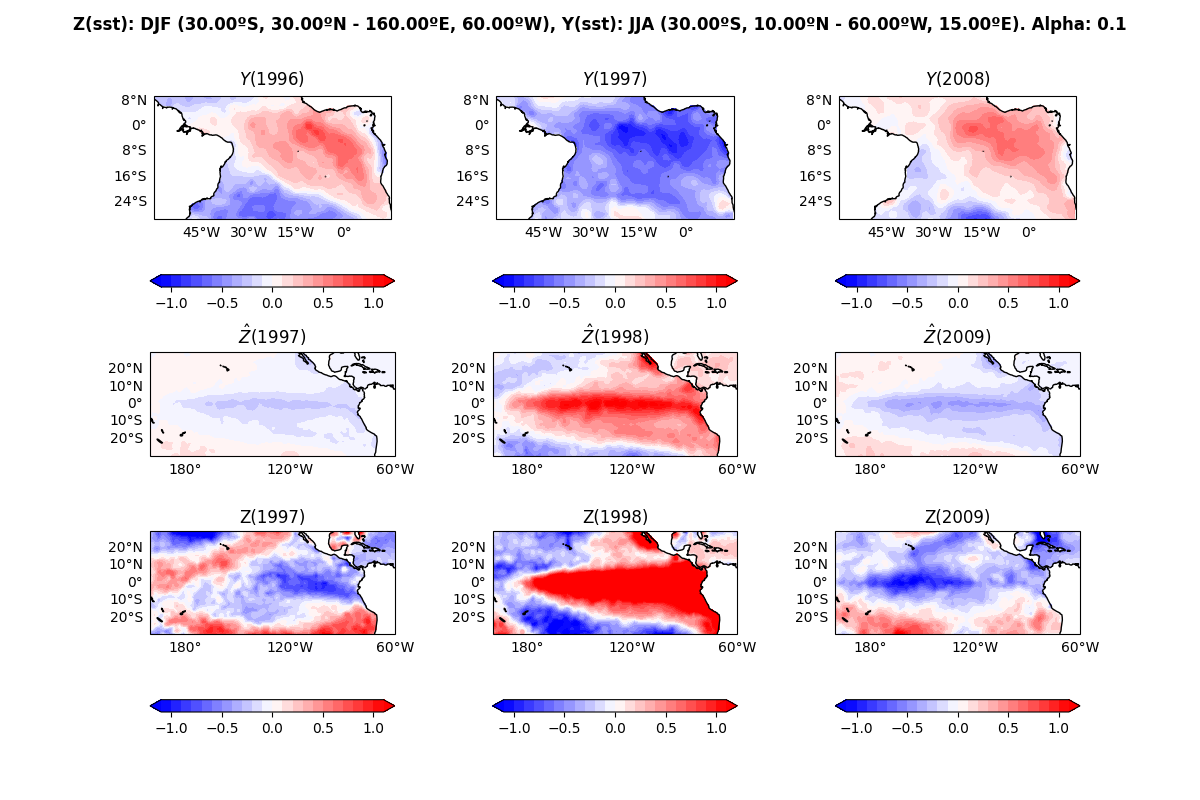 Z(sst): DJF (30.00ºS, 30.00ºN - 160.00ºE, 60.00ºW), Y(sst): JJA (30.00ºS, 10.00ºN - 60.00ºW, 15.00ºE). Alpha: 0.1
Y(1996) Y(1997) Y(2008)
8°N 8°N 8°N
0° 0° 0°
8°S 8°S 8°S
16°S 16°S 16°S
24°S 24°S 24°S
45°W 30°W 15°W 0° 45°W 30°W 15°W 0° 45°W 30°W 15°W 0°
−1.0 −0.5 0.0 0.5 1.0 −1.0 −0.5 0.0 0.5 1.0 −1.0 −0.5 0.0 0.5 1.0
Ẑ(1997) Ẑ(1998) Ẑ(2009)
20°N 20°N 20°N
10°N 10°N 10°N
0° 0° 0°
10°S 10°S 10°S
20°S 20°S 20°S
180° 120°W 60°W 180° 120°W 60°W 180° 120°W 60°W
Z(1997) Z(1998) Z(2009)
20°N 20°N 20°N
10°N 10°N 10°N
0° 0° 0°
10°S 10°S 10°S
20°S 20°S 20°S
180° 120°W 60°W 180° 120°W 60°W 180° 120°W 60°W
−1.0 −0.5 0.0 0.5 1.0 −1.0 −0.5 0.0 0.5 1.0 −1.0 −0.5 0.0 0.5 1.0